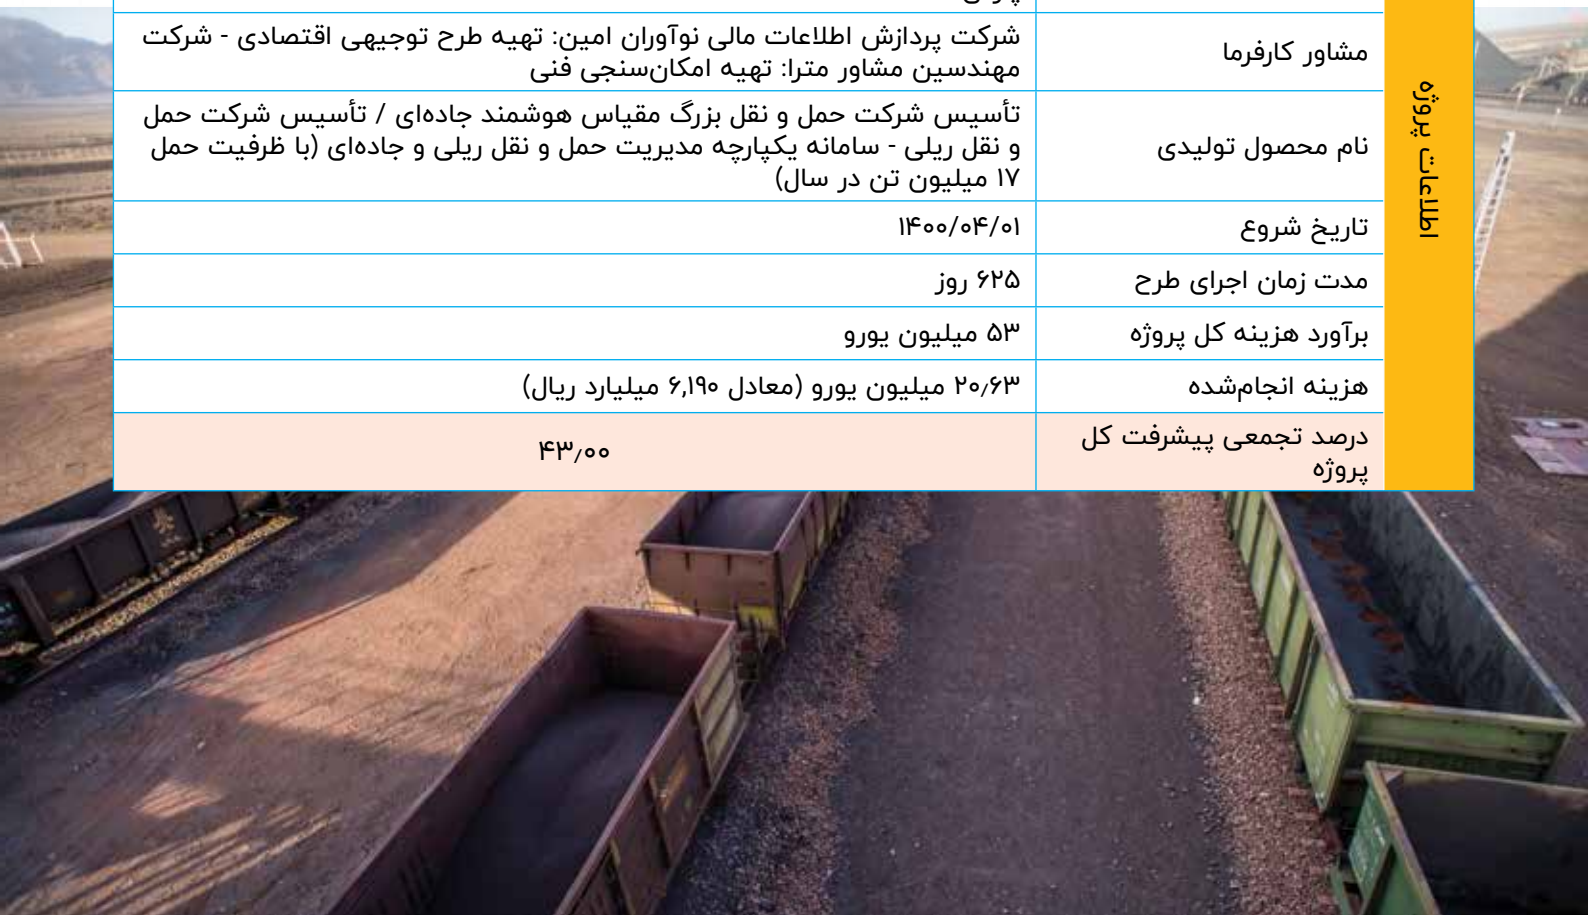 اطلاعات پروژه
مشاور کارفرما
شرکت پردازش اطلاعات مالی نوآوران امین: تهیه طرح توجیهی اقتصادی - شرکت
مهندسین مشاور مترا: تهیه امکان‌سنجی فنی
نام محصول تولیدی
تأسیس شرکت حمل و نقل بزرگ مقیاس هوشمند جاده‌ای / تأسیس شرکت حمل
و نقل ریلی - سامانه یکپارچه مدیریت حمل و نقل ریلی و جاده‌ای (با ظرفیت حمل
۱۷ میلیون تن در سال)
تاریخ شروع
۱۴۰۰/۰۴/۰۱
مدت زمان اجرای طرح
۶۲۵ روز
برآورد هزینه کل پروژه
۵۳ میلیون یورو
هزینه انجام‌شده
۲۰٫۶۳ میلیون یورو (معادل ۶,۱۹۰ میلیارد ریال)
درصد تجمعی پیشرفت کل
پروژه
۴۳٫۰۰